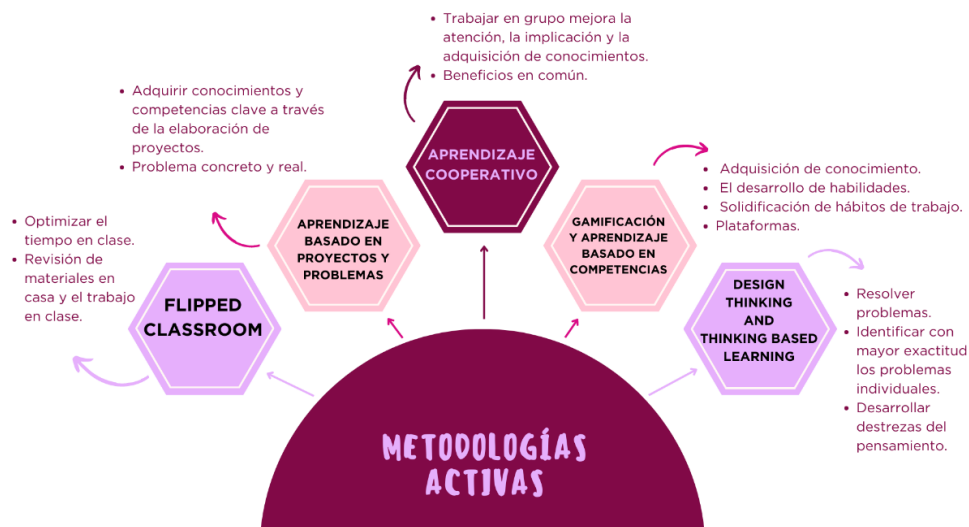 • Trabajar en grupo mejora la
atención, la implicación y la
adquisición de conocimientos.
• Beneficios en común.
• Adquirir conocimientos y
competencias clave a través
de la elaboración de
proyectos.
• Problema concreto y real.
APRENDIZAJE
COOPERATIVO
• Adquisición de conocimiento.
• El desarrollo de habilidades.
• Solidificación de hábitos de trabajo.
• Plataformas.
• Optimizar el
tiempo en clase.
• Revisión de
materiales en
casa y el trabajo
en clase.
APRENDIZAJE
BASADO EN
PROYECTOS Y
PROBLEMAS
GAMIFICACIÓN
Y APRENDIZAJE
BASADO EN
COMPETENCIAS
FLIPPED
CLASSROOM
DESIGN
THINKING
AND
THINKING BASED
LEARNING
• Resolver
problemas.
• Identificar con
mayor exactitud
los problemas
individuales.
• Desarrollar
destrezas del
pensamiento.
METODOLOGÍAS
ACTIVAS